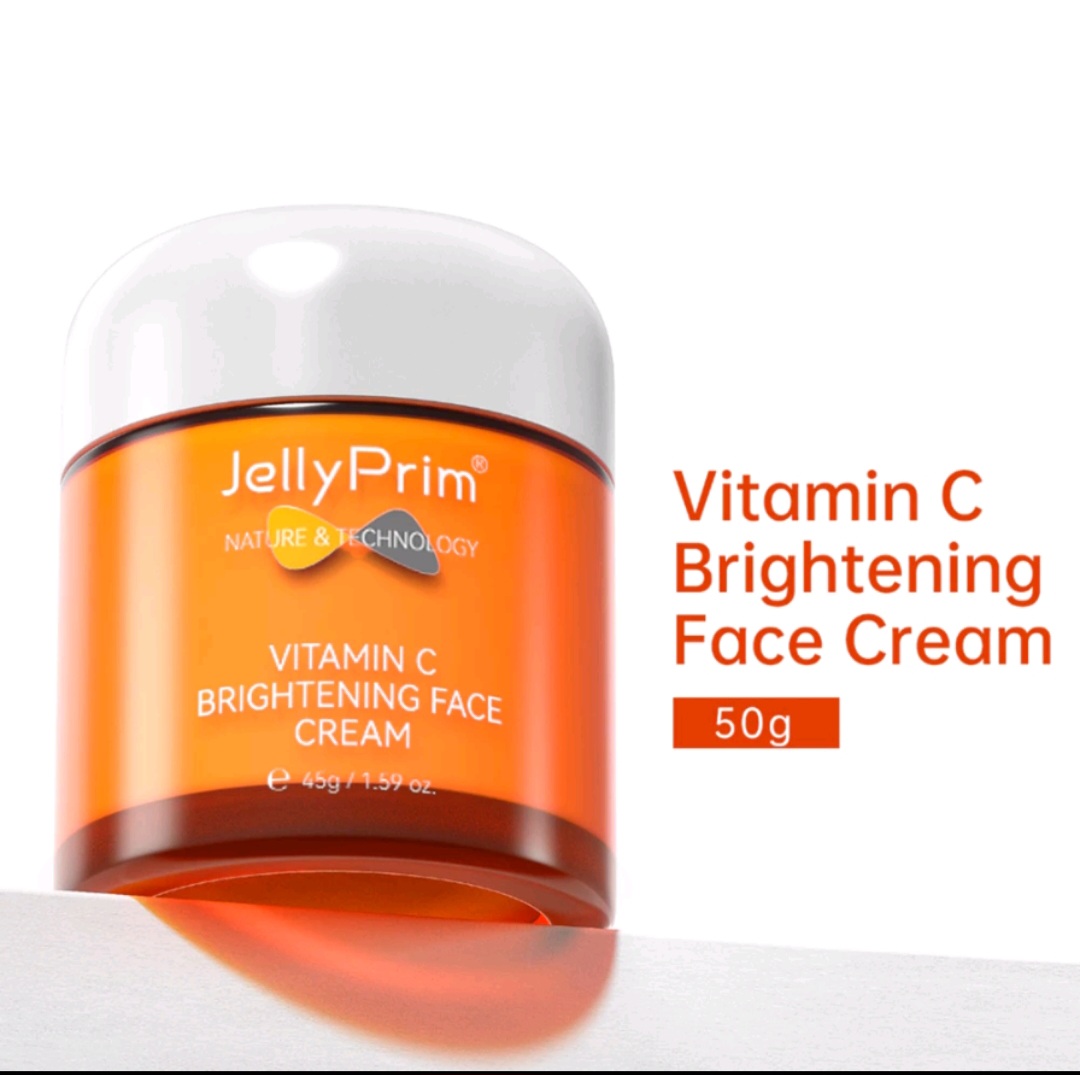 JellyPrim®
NATURE & TECHNOLOGY
VITAMIN C
BRIGHTENING FACE
CREAM
℮ 45g / 1.59 oz.
Vitamin C
Brightening
Face Cream
50g